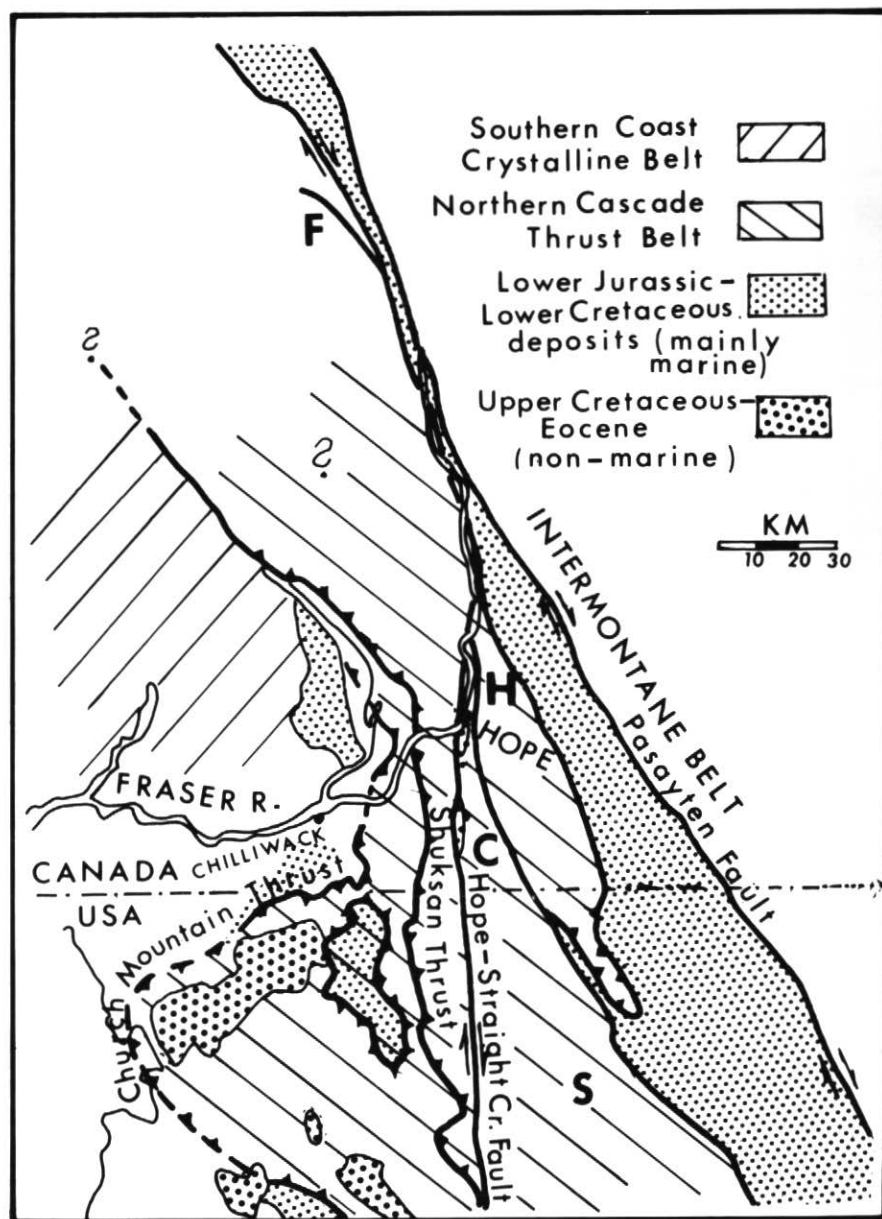 Southern Coast
Crystalline Belt
Northern Cascade
Thrust Belt
Lower Jurassic–
Lower Cretaceous
deposits (mainly
marine)
Upper Cretaceous–
Eocene
(non–marine)
KM
10 20 30
F
?
?
INTERMONTANE BELT
Pasayten Fault
H
HOPE
FRASER R.
C
CHILLIWACK
CANADA
USA
Shuksan Thrust
Hope–Straight Cr. Fault
Church Mountain Thrust
S